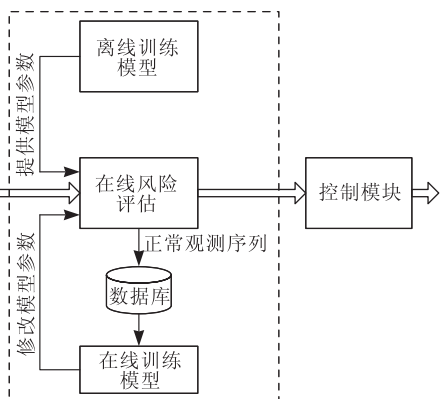 离线训练
模型
提供模型参数
在线风险
评估
控制模块
正常观测序列
数据库
修改模型参数
在线训练
模型